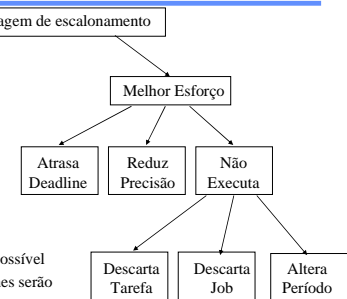 agem de escalonamento
Melhor Esforço
Atrasa Reduz Não
Deadline Precisão Executa
ossível
es serão
Descarta Descarta Altera
Tarefa Job Período